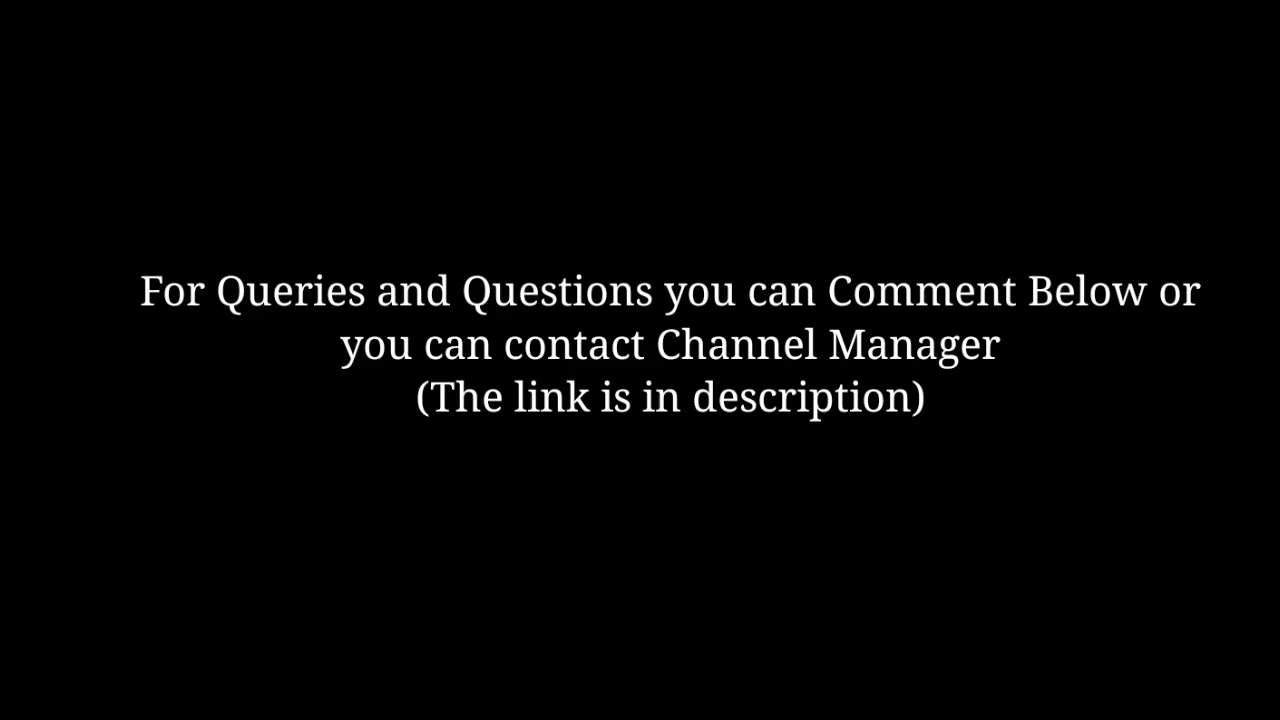 For Queries and Questions you can Comment Below or
you can contact Channel Manager
(The link is in description)